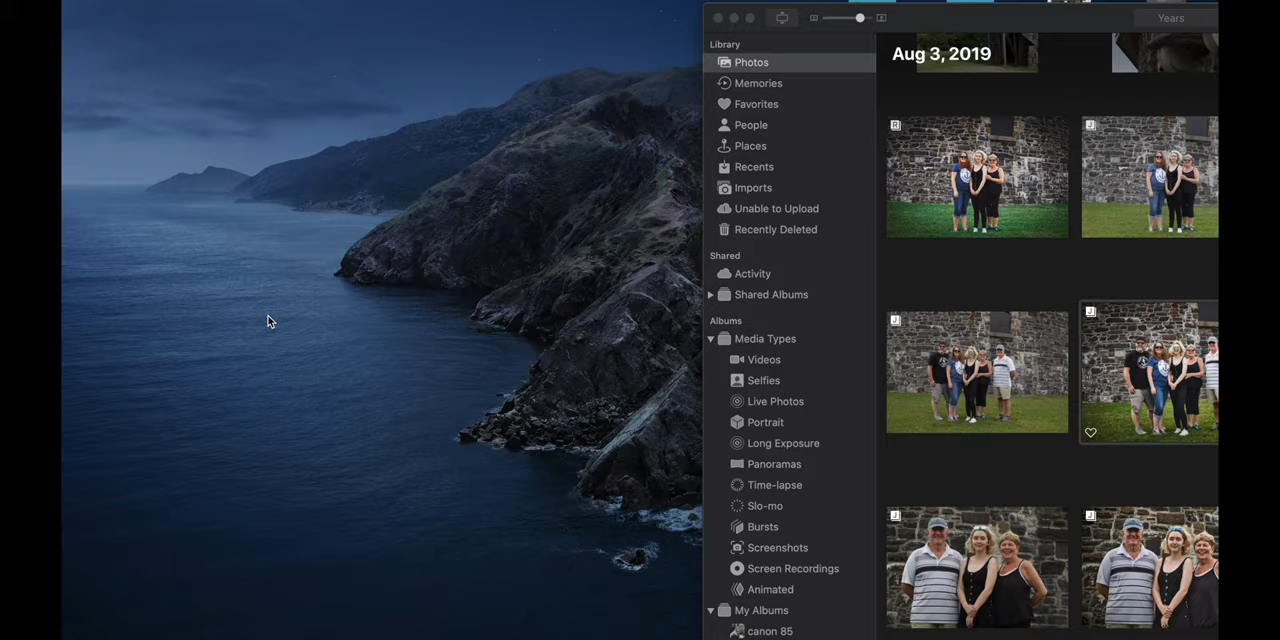 Years
Library
Photos
Memories
Favorites
People
Places
Recents
Imports
Unable to Upload
Recently Deleted
Shared
Activity
Shared Albums
Albums
Media Types
Videos
Selfies
Live Photos
Portrait
Long Exposure
Panoramas
Time-lapse
Slo-mo
Bursts
Screenshots
Screen Recordings
Animated
My Albums
canon 85
Aug 3, 2019
R
J
J
J
J
J